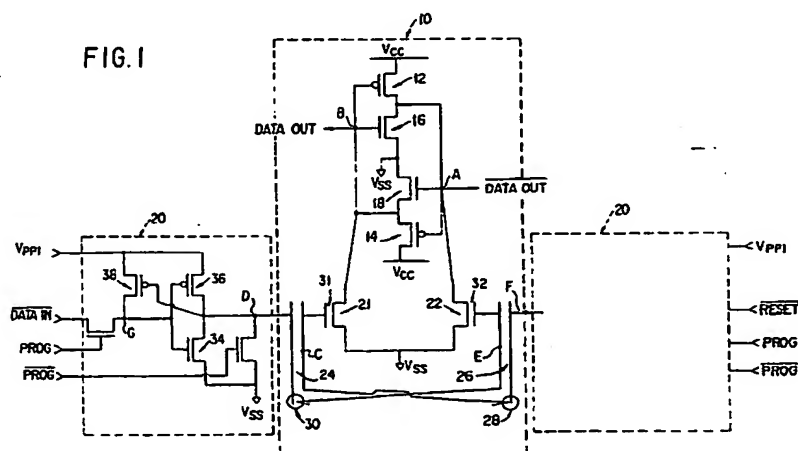 FIG. 1
10
VCC
12
B
DATA OUT
16
A
DATA OUT
VSS
18
14
VCC
20
VPP1
38
36
D
DATA IN
G
PROG
34
PROG
VSS
31
21
C
24
30
32
22
F
E
26
VSS
28
20
VPP1
RESET
PROG
PROG